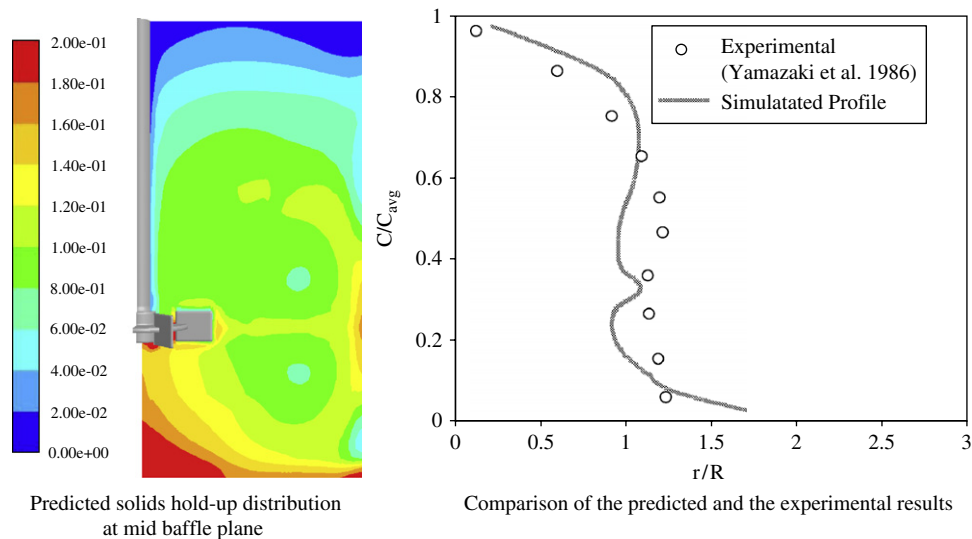 2.00e-01
1.80e-01
1.60e-01
1.40e-01
1.20e-01
1.00e-01
8.00e-02
6.00e-02
4.00e-02
2.00e-02
0.00e+00
Predicted solids hold-up distribution
at mid baffle plane
1
0.8
0.6
0.4
0.2
0
C/Cavg
Experimental
(Yamazaki et al. 1986)
Simulatated Profile
0
0.5
1
1.5
2
2.5
3
r/R
Comparison of the predicted and the experimental results